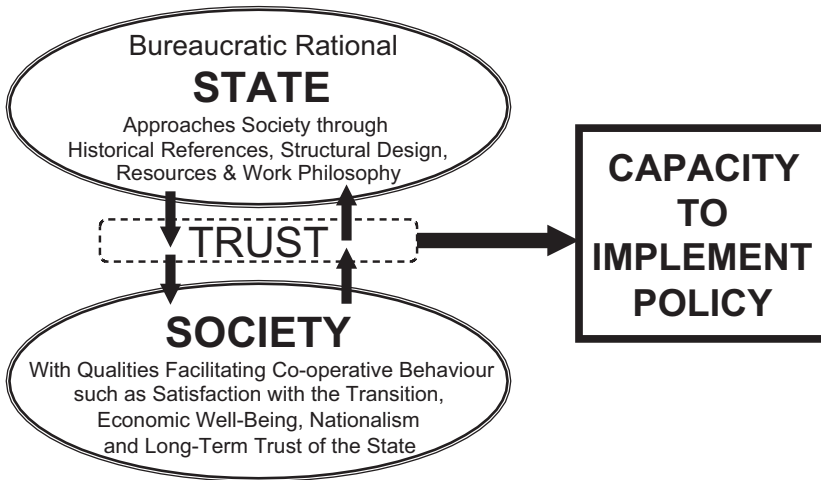 Bureaucratic Rational
STATE
Approaches Society through
Historical References, Structural Design,
Resources & Work Philosophy
TRUST
SOCIETY
With Qualities Facilitating Co-operative Behaviour
such as Satisfaction with the Transition,
Economic Well-Being, Nationalism
and Long-Term Trust of the State
CAPACITY
TO
IMPLEMENT
POLICY